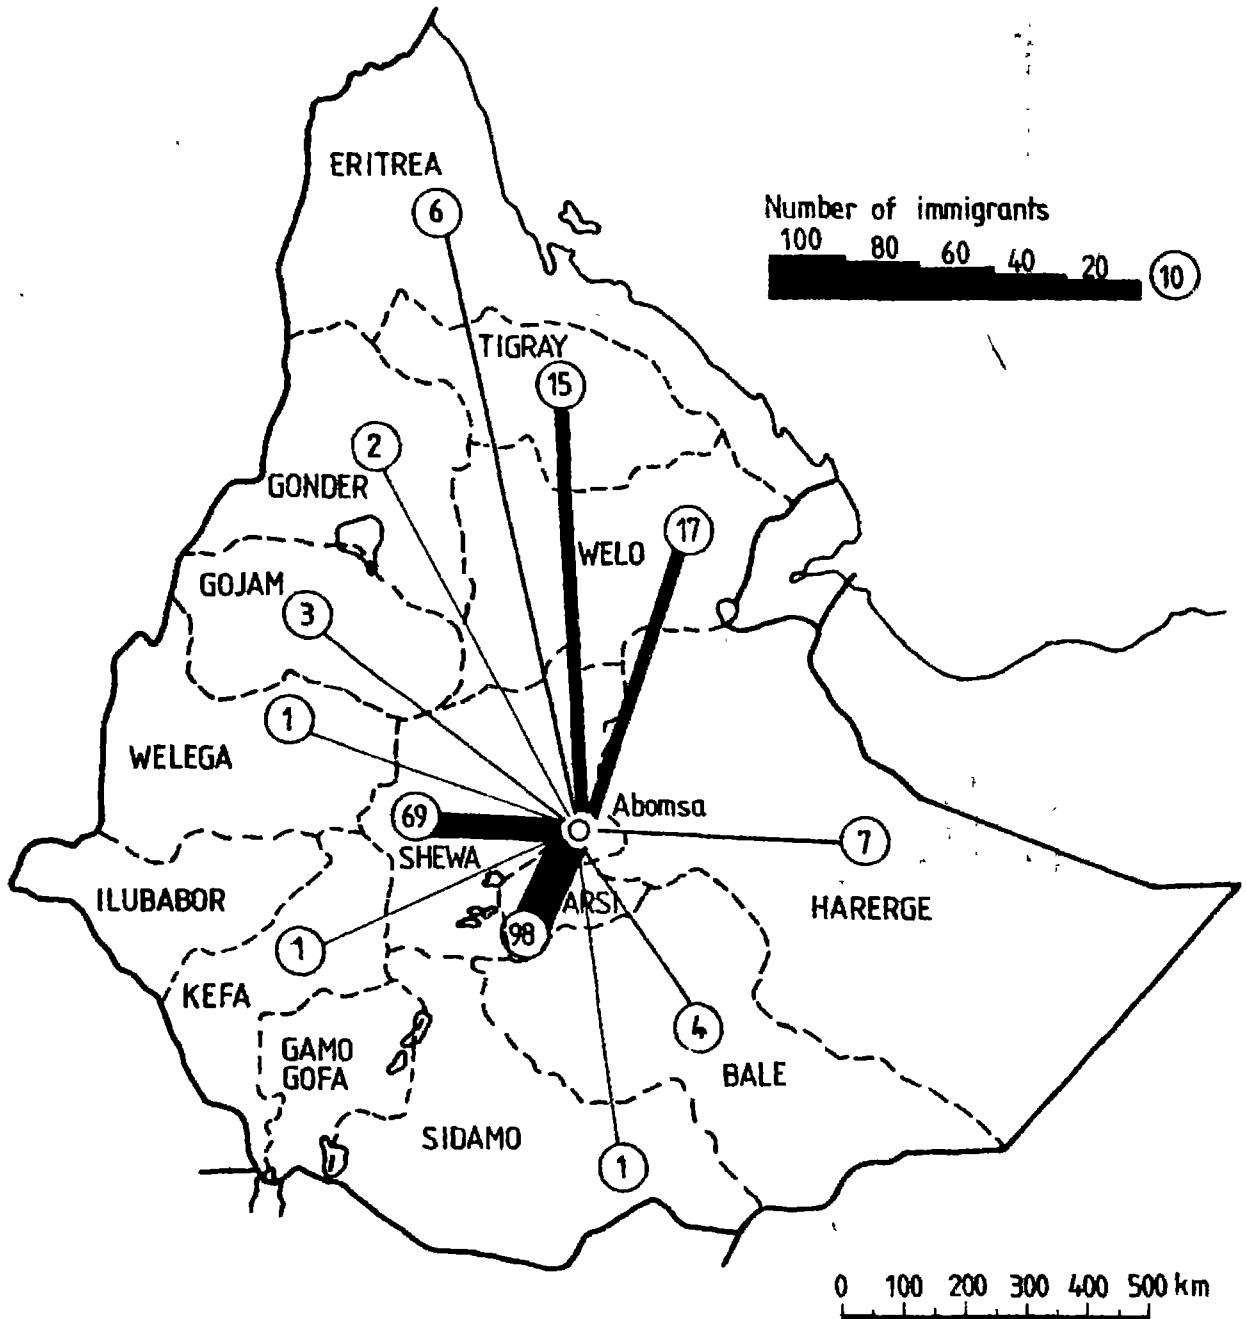 ERITREA
6
Number of immigrants
100 80 60 40 20 10
TIGRAY
15
2
GONDER
17
WELO
GOJAM
3
1
WELEGA
Abomsa
69
7
SHEWA
ILUBABOR
ARSI
HARERGE
98
1
KEFA
4
GAMO
GOFA
BALE
SIDAMO
1
0 100 200 300 400 500 km